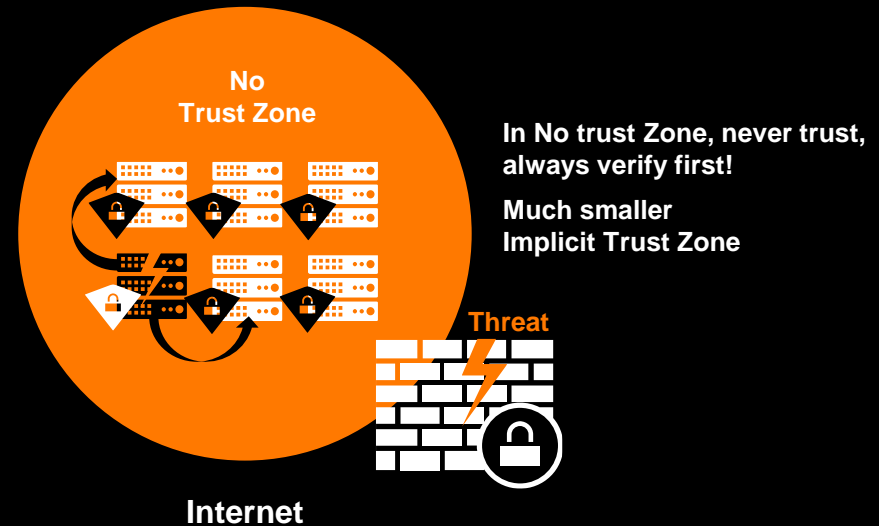 No
Trust Zone
In No trust Zone, never trust,
always verify first!
Much smaller
Implicit Trust Zone
Threat
Internet